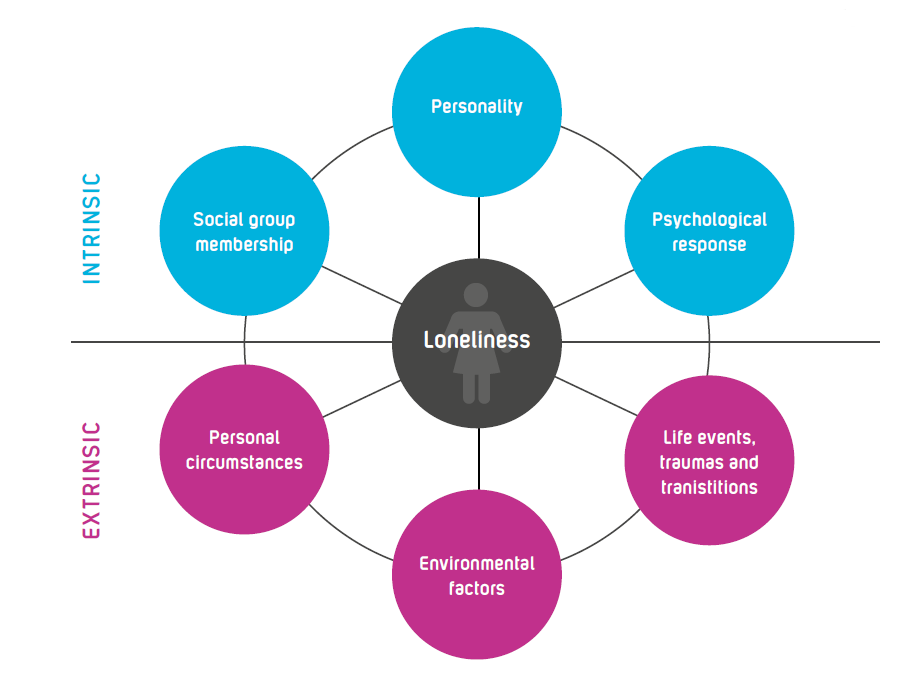 Personality
INTRINSIC
Social group
membership
Psychological
response
Loneliness
EXTRINSIC
Personal
circumstances
Life events,
traumas and
tranistitions
Environmental
factors